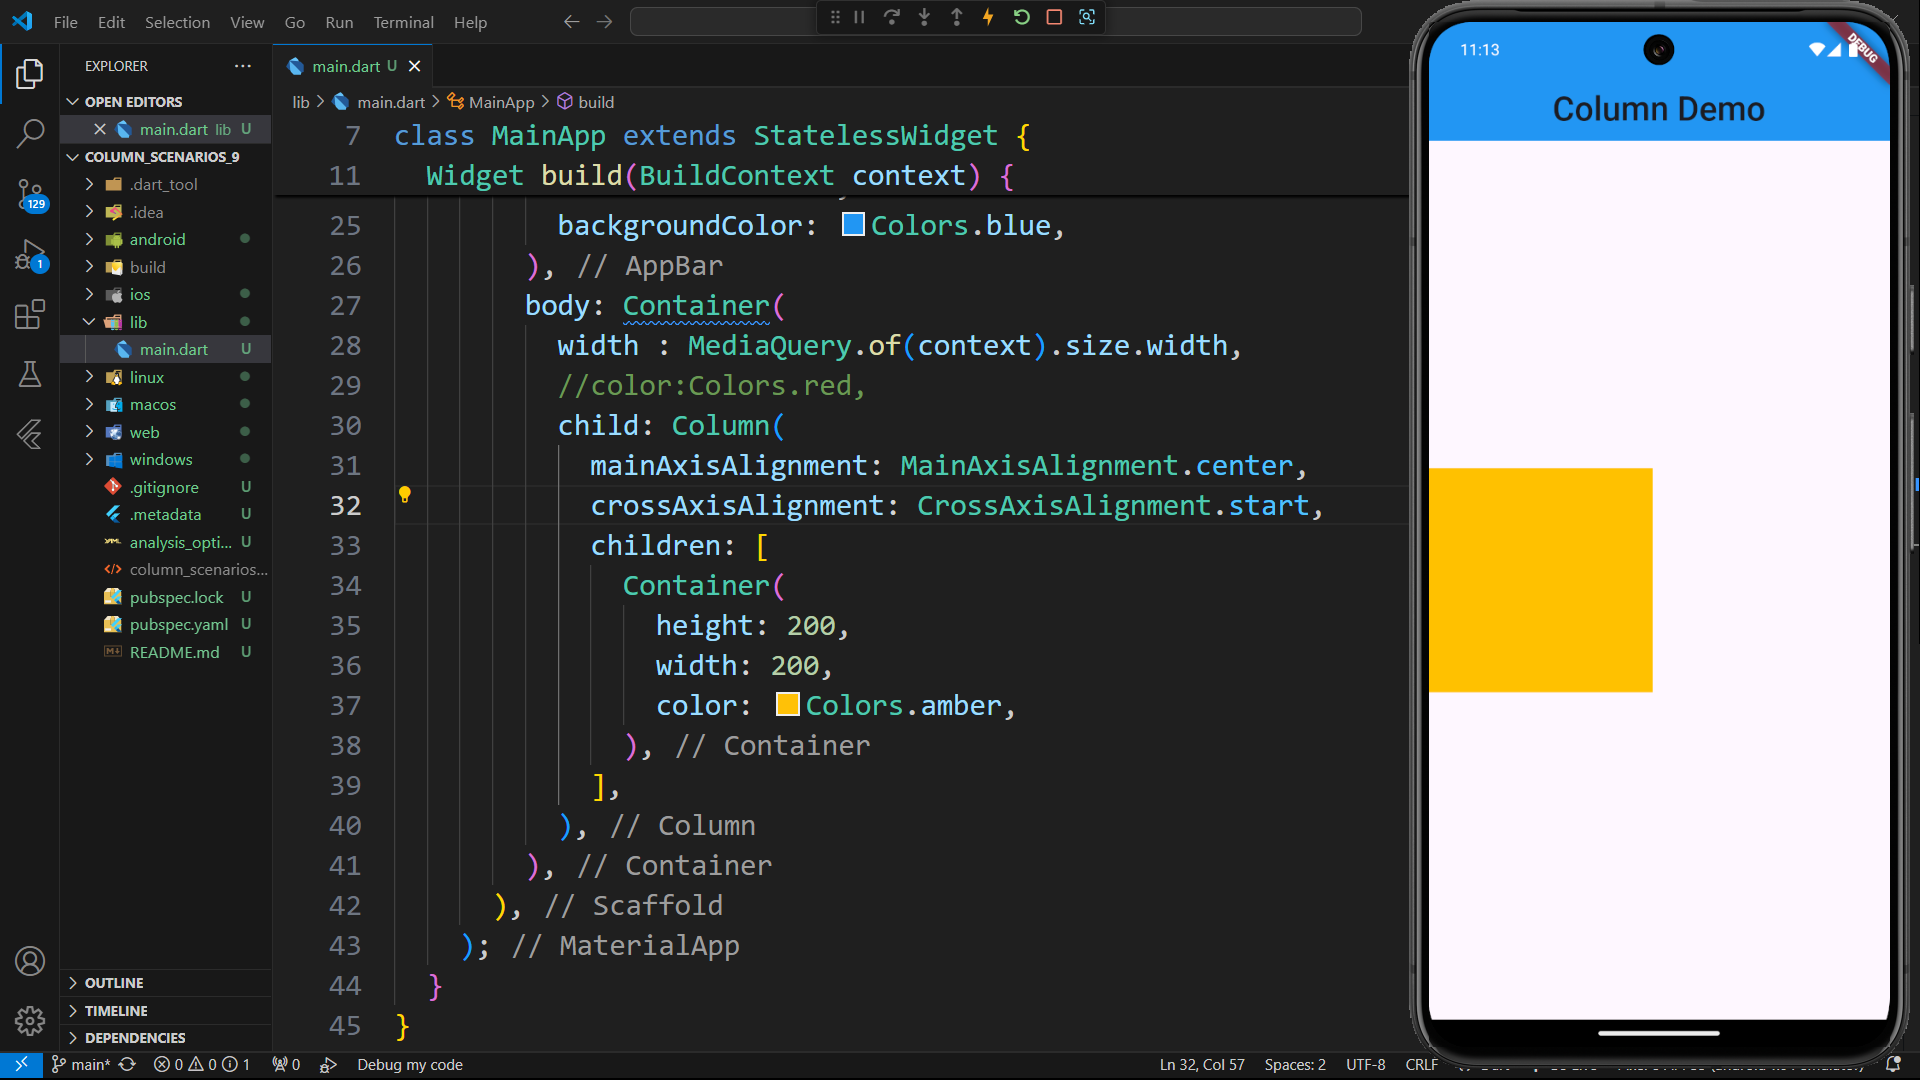 File Edit Selection View Go Run Terminal Help
EXPLORER
OPEN EDITORS
main.dart lib U
COLUMN_SCENARIOS_9
.dart_tool
.idea
android
build
ios
lib
main.dart U
linux
macos
web
windows
.gitignore U
.metadata U
analysis_opti... U
column_scenarios...
pubspec.lock U
pubspec.yaml U
README.md U
OUTLINE
TIMELINE
DEPENDENCIES
129
1
main.dart U
lib > main.dart > MainApp > build
7 class MainApp extends StatelessWidget {
11 Widget build(BuildContext context) {
25 backgroundColor: Colors.blue,
26 ), // AppBar
27 body: Container(
28 width : MediaQuery.of(context).size.width,
29 //color:Colors.red,
30 child: Column(
31 mainAxisAlignment: MainAxisAlignment.center,
32 crossAxisAlignment: CrossAxisAlignment.start,
33 children: [
34 Container(
35 height: 200,
36 width: 200,
37 color: Colors.amber,
38 ), // Container
39 ],
40 ), // Column
41 ), // Container
42 ), // Scaffold
43 ); // MaterialApp
44 }
45 }
11:13
DEBUG
Column Demo
main* 0 0 1 0 Debug my code
Ln 32, Col 57 Spaces: 2 UTF-8 CRLF